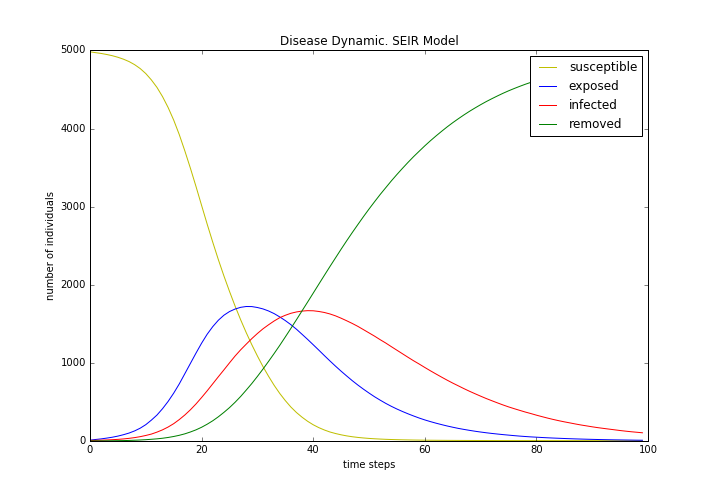 Disease Dynamic. SEIR Model
5000
4000
3000
2000
1000
0
number of individuals
susceptible
exposed
infected
removed
0 20 40 60 80 100
time steps